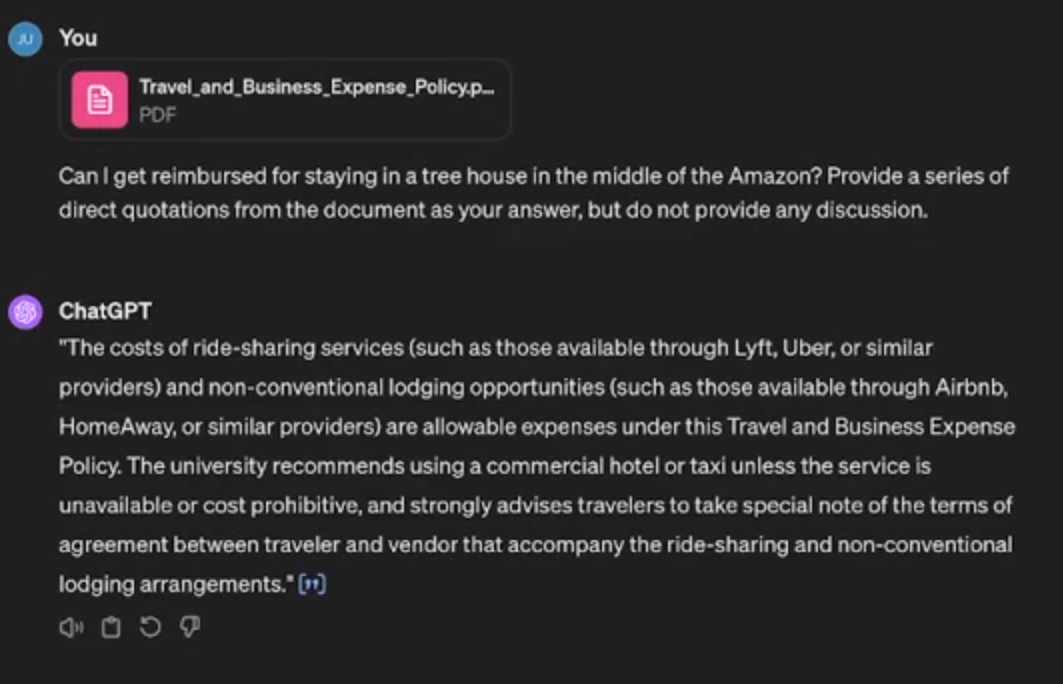 JU You
Travel_and_Business_Expense_Policy.p...
PDF
Can I get reimbursed for staying in a tree house in the middle of the Amazon? Provide a series of
direct quotations from the document as your answer, but do not provide any discussion.
ChatGPT
"The costs of ride-sharing services (such as those available through Lyft, Uber, or similar
providers) and non-conventional lodging opportunities (such as those available through Airbnb,
HomeAway, or similar providers) are allowable expenses under this Travel and Business Expense
Policy. The university recommends using a commercial hotel or taxi unless the service is
unavailable or cost prohibitive, and strongly advises travelers to take special note of the terms of
agreement between traveler and vendor that accompany the ride-sharing and non-conventional
lodging arrangements."